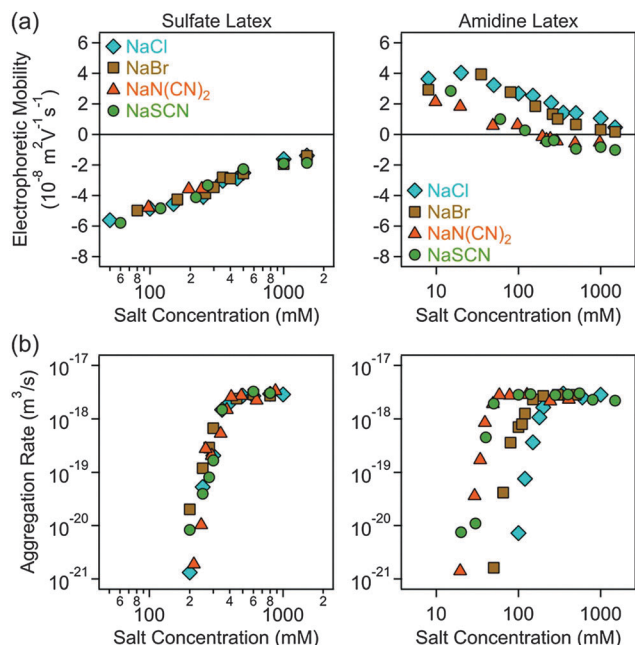 (a)
Sulfate Latex
Amidine Latex
Electrophoretic Mobility
(10⁻⁸ m²V⁻¹s⁻¹)
6
4
2
0
-2
-4
-6
-8
NaCl
NaBr
NaN(CN)₂
NaSCN
6
8
100
2
4
6
8
1000
2
Salt Concentration (mM)
6
4
2
0
-2
-4
-6
-8
NaCl
NaBr
NaN(CN)₂
NaSCN
10
100
1000
Salt Concentration (mM)
(b)
Aggregation Rate (m³/s)
10⁻¹⁷
10⁻¹⁸
10⁻¹⁹
10⁻²⁰
10⁻²¹
6
8
100
2
4
6
8
1000
2
Salt Concentration (mM)
10⁻¹⁷
10⁻¹⁸
10⁻¹⁹
10⁻²⁰
10⁻²¹
10
100
1000
Salt Concentration (mM)